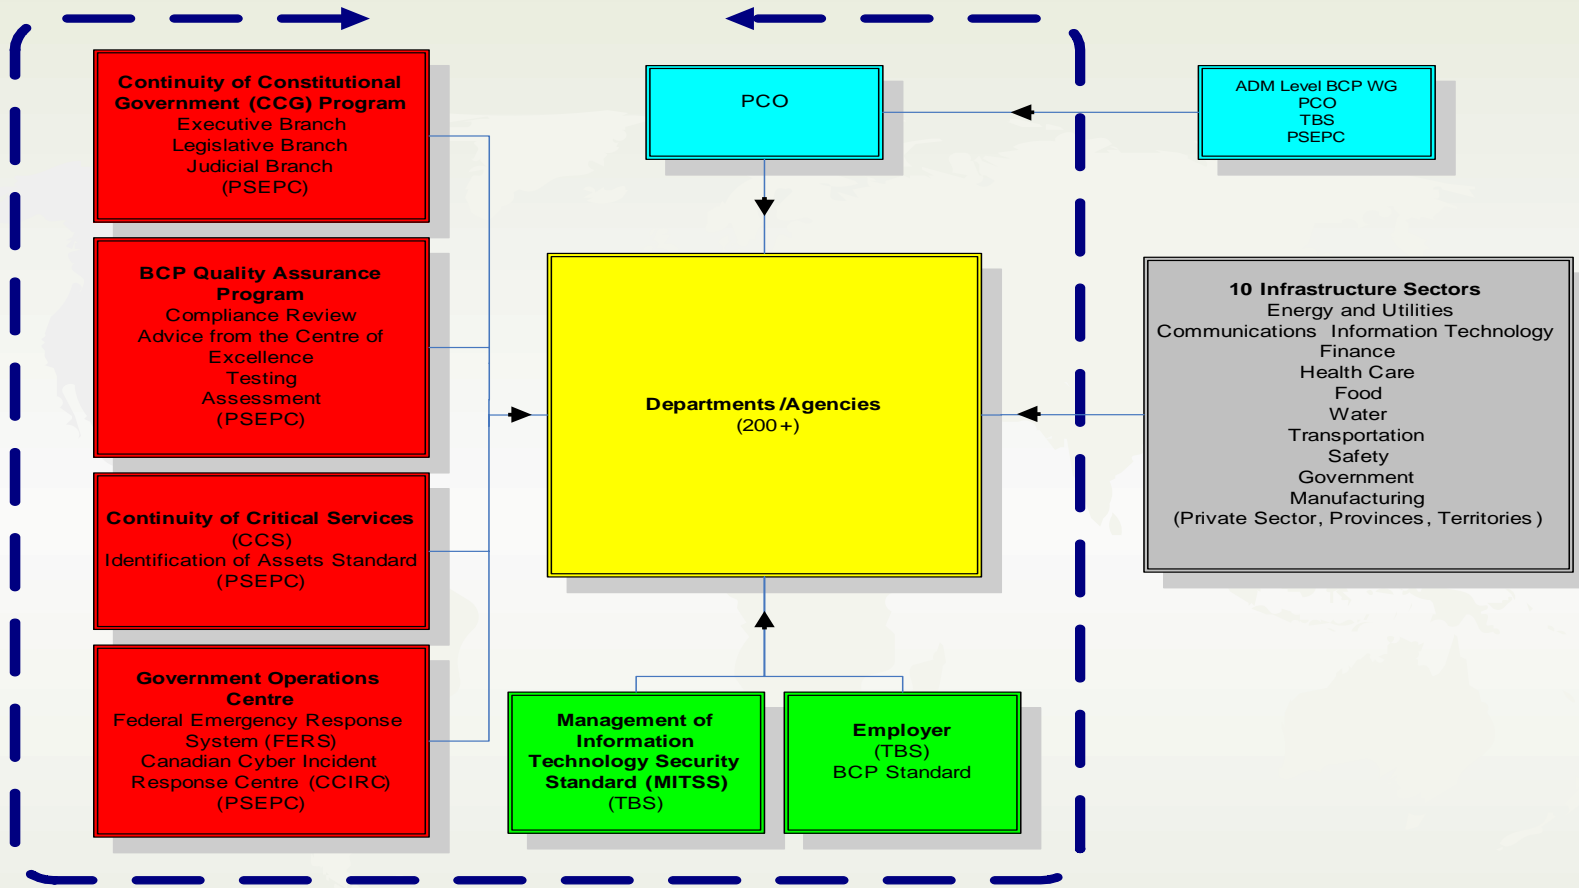 Continuity of Constitutional
Government (CCG) Program
Executive Branch
Legislative Branch
Judicial Branch
(PSEPC)
BCP Quality Assurance
Program
Compliance Review
Advice from the Centre of
Excellence
Testing
Assessment
(PSEPC)
Continuity of Critical Services
(CCS)
Identification of Assets Standard
(PSEPC)
Government Operations
Centre
Federal Emergency Response
System (FERS)
Canadian Cyber Incident
Response Centre (CCIRC)
(PSEPC)
PCO
Departments /Agencies
(200+)
Management of
Information
Technology Security
Standard (MITSS)
(TBS)
Employer
(TBS)
BCP Standard
ADM Level BCP WG
PCO
TBS
PSEPC
10 Infrastructure Sectors
Energy and Utilities
Communications Information Technology
Finance
Health Care
Food
Water
Transportation
Safety
Government
Manufacturing
(Private Sector, Provinces, Territories)